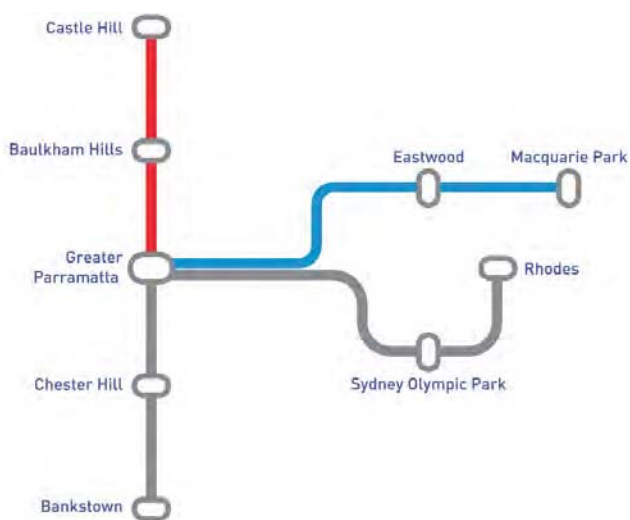 Castle Hill
Baulkham Hills
Eastwood
Macquarie Park
Greater
Parramatta
Rhodes
Chester Hill
Sydney Olympic Park
Bankstown